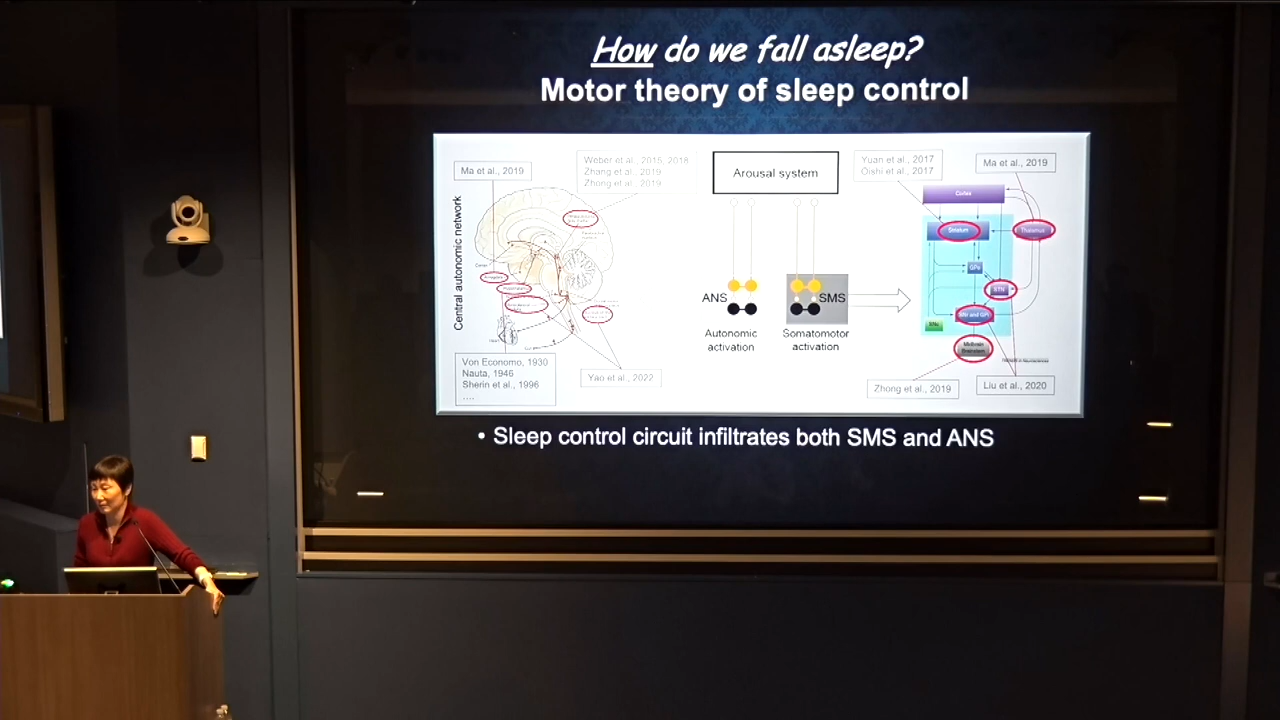 How do we fall asleep?
Motor theory of sleep control
Ma et al., 2019
Weber et al., 2015, 2018
Zhang et al., 2019
Zhong et al., 2019
Arousal system
Yuan et al., 2017
Oishi et al., 2017
Ma et al., 2019
Central autonomic network
Cortex
Striatum
Thalamus
GPe
STN
SNr and GPi
SNc
Midbrain
Brainstem
ANS
SMS
Autonomic
activation
Somatomotor
activation
Von Economo, 1930
Nauta, 1946
Sherin et al., 1996
....
Yao et al., 2022
Zhong et al., 2019
Liu et al., 2020
• Sleep control circuit infiltrates both SMS and ANS